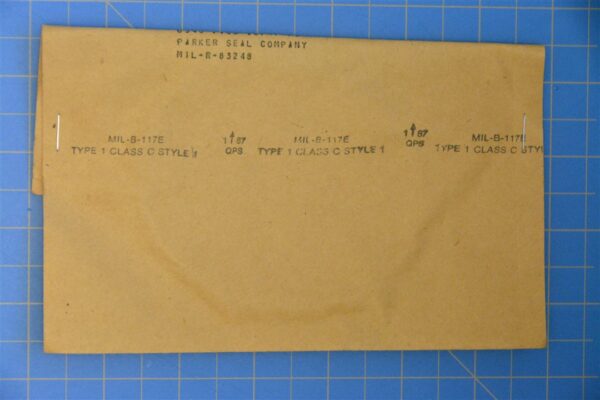 PARKER SEAL COMPANY
MIL-R-83248
MIL-B-117E
TYPE 1 CLASS C STYLE 1
1 87
QPS
MIL-B-117E
TYPE 1 CLASS C STYLE 1
1 87
QPS
MIL-B-117E
TYPE 1 CLASS C STYL